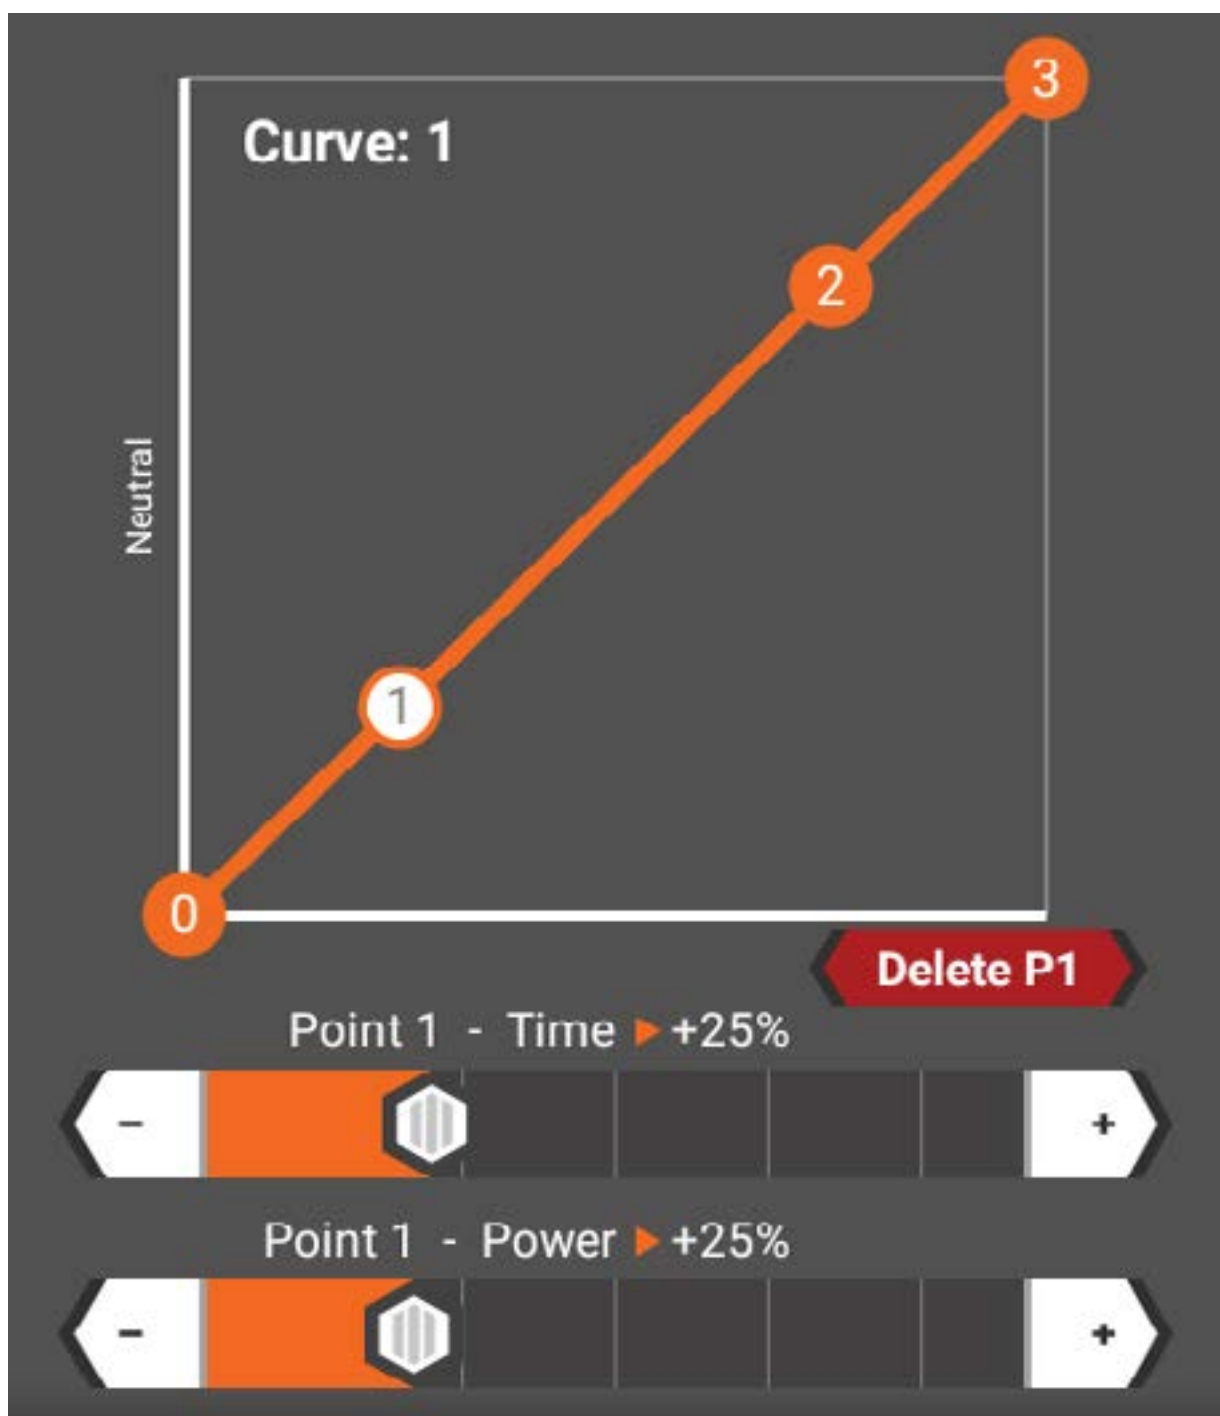 3
Curve: 1
2
Neutral
1
0
Delete P1
Point 1 - Time ▶ +25%
- +
Point 1 - Power ▶ +25%
- +